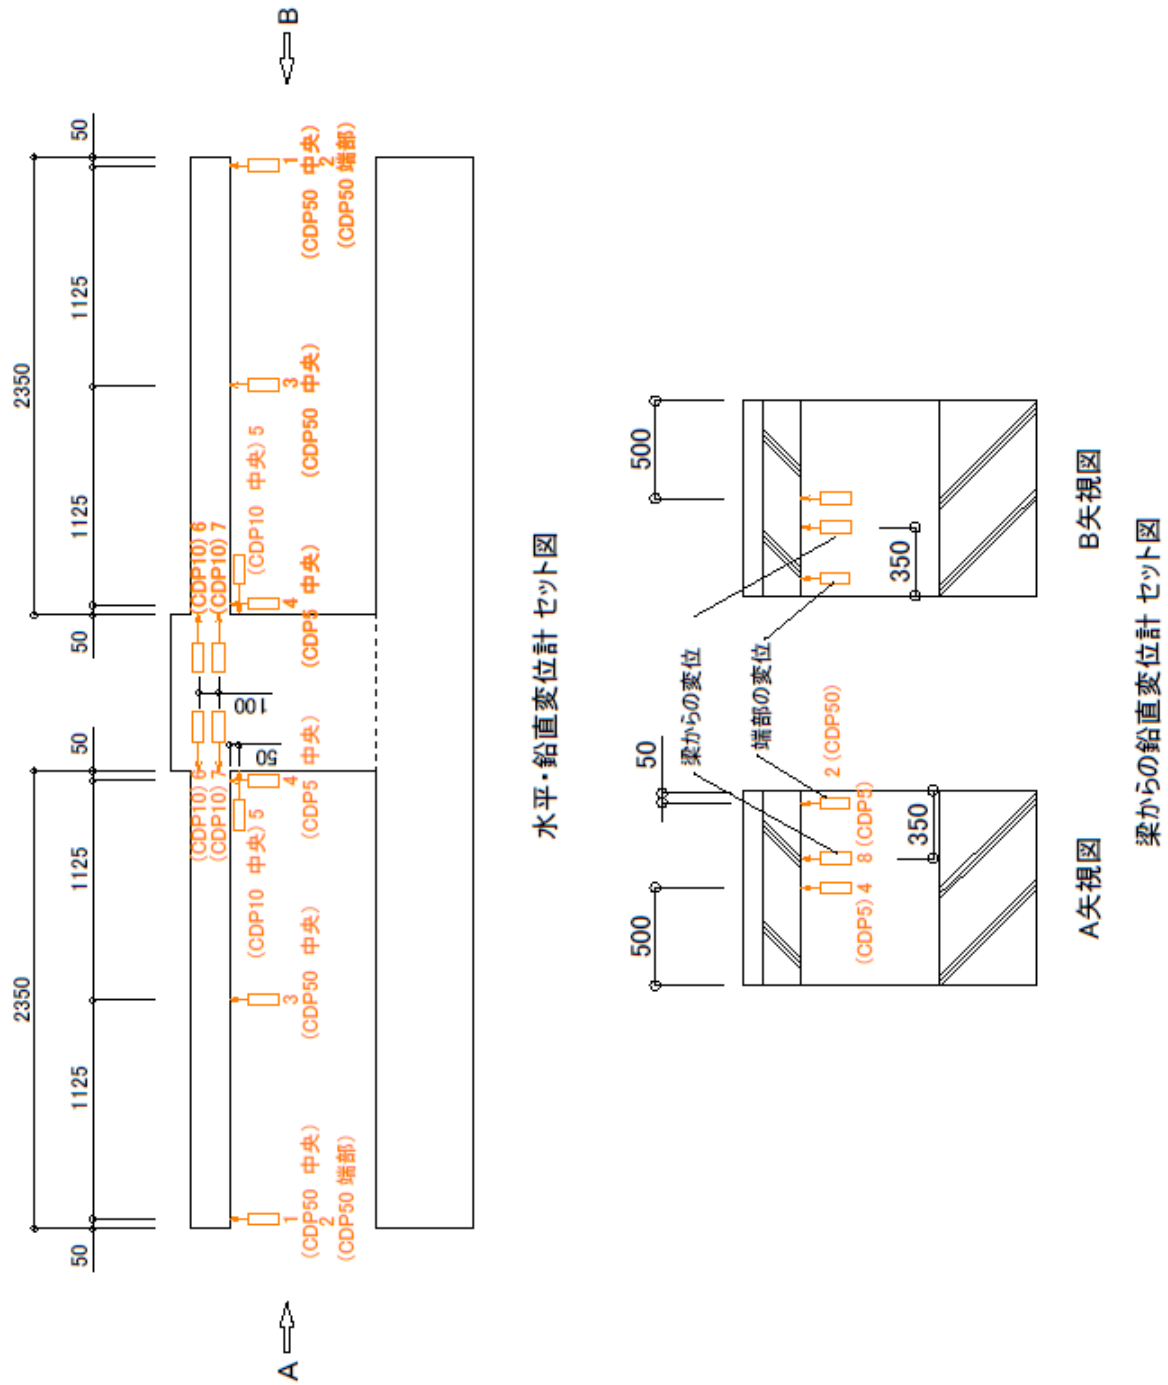 2350
2350
50
1125
1125
50
50
1125
1125
50
A
B
(CDP10) 6
(CDP10) 7
(CDP10) 6
(CDP10) 7
100
50
(CDP10 中央) 5
(CDP10 中央) 5
1
(CDP50 中央)
2
(CDP50 端部)
3
(CDP50 中央)
4
(CDP5 中央)
4
(CDP5 中央)
3
(CDP50 中央)
1
(CDP50 中央)
2
(CDP50 端部)
水平・鉛直変位計 セット図
500
50
500
梁からの変位
端部の変位
2 (CDP50)
8 (CDP5)
(CDP5) 4
350
350
A矢視図
B矢視図
梁からの鉛直変位計 セット図